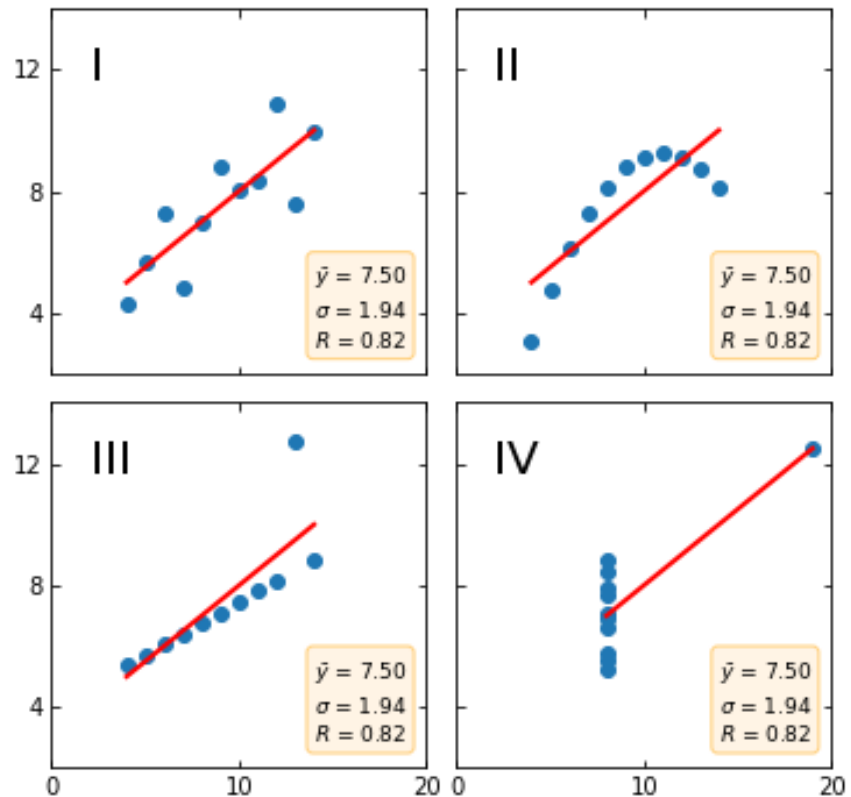 I
12
8
4
ȳ = 7.50
σ = 1.94
R = 0.82
II
ȳ = 7.50
σ = 1.94
R = 0.82
III
12
8
4
0
10
20
ȳ = 7.50
σ = 1.94
R = 0.82
IV
ȳ = 7.50
σ = 1.94
R = 0.82
0
10
20